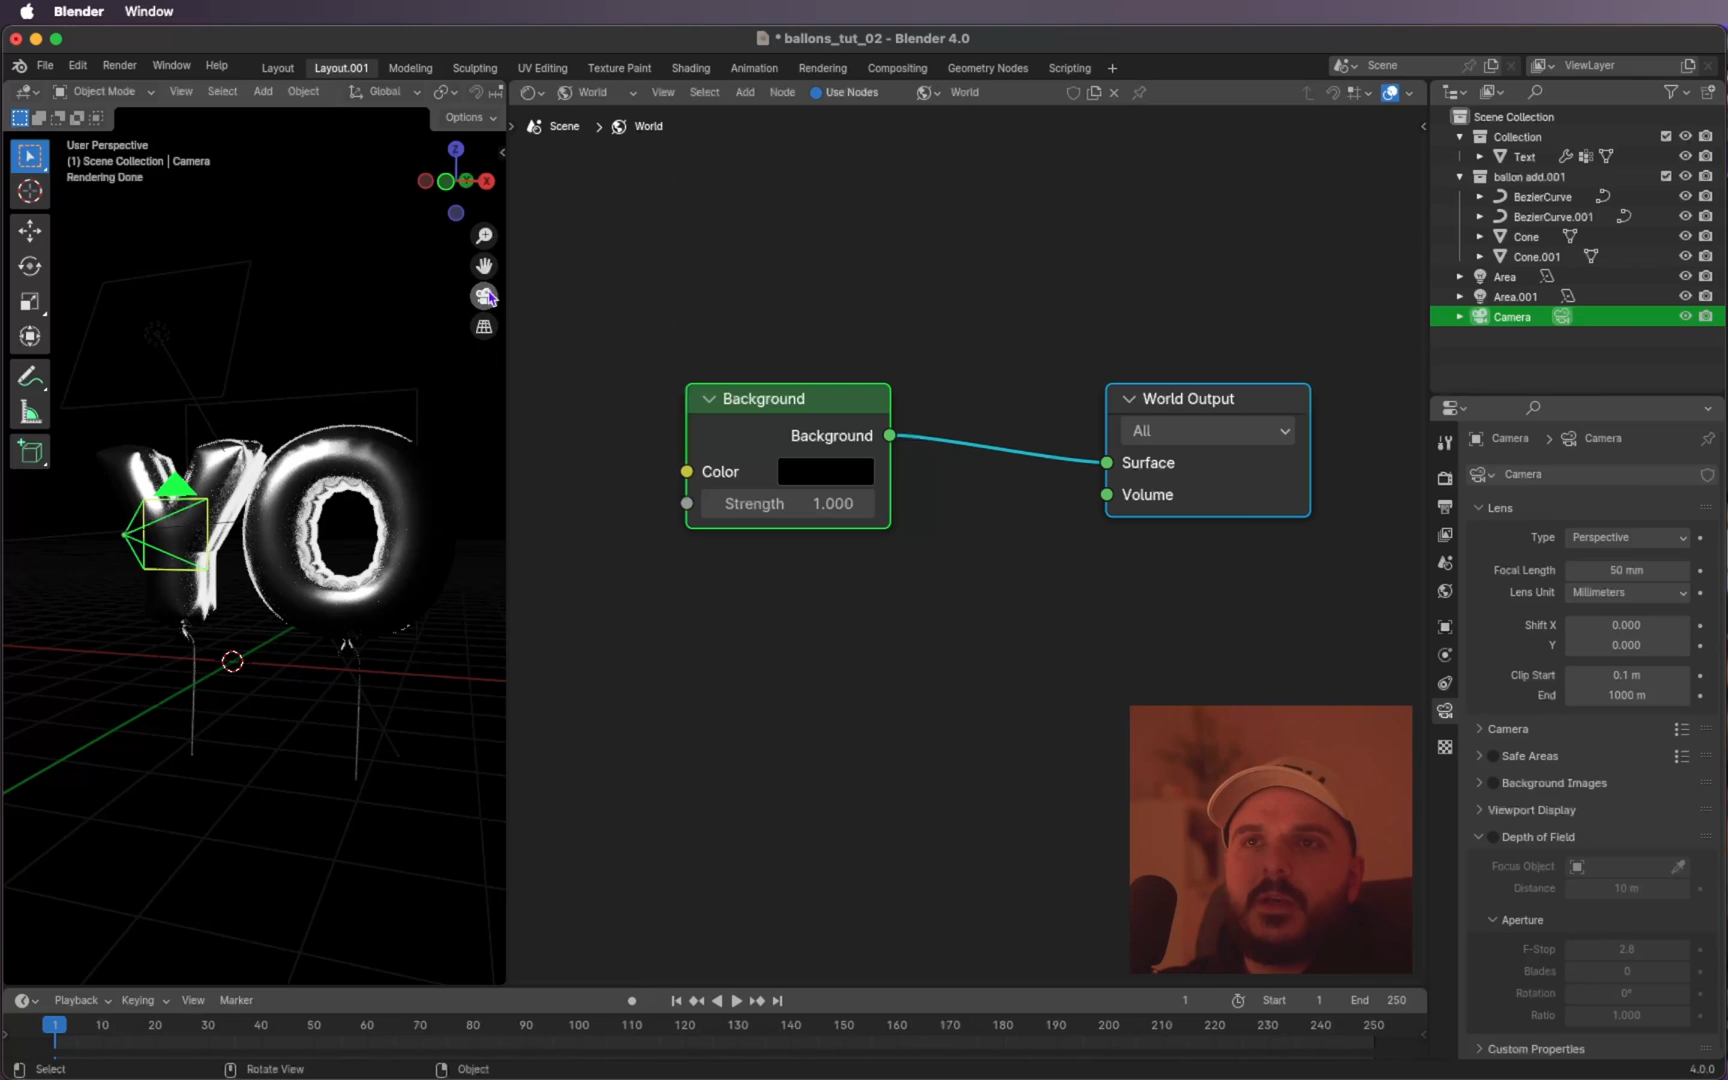 Blender Window
* ballons_tut_02 - Blender 4.0
File Edit Render Window Help Layout Layout.001 Modeling Sculpting UV Editing Texture Paint Shading Animation Rendering Compositing Geometry Nodes Scripting + Scene ViewLayer
Object Mode View Select Add Object Global World View Select Add Node Use Nodes World
Options
Scene > World
User Perspective
(1) Scene Collection | Camera
Rendering Done
Z
X
YO
Background
Background
Color
Strength 1.000
World Output
All
Surface
Volume
Scene Collection
Collection
Text
ballon add.001
BezierCurve
BezierCurve.001
Cone
Cone.001
Area
Area.001
Camera
Camera > Camera
Camera
Lens
Type Perspective
Focal Length 50 mm
Lens Unit Millimeters
Shift X 0.000
Y 0.000
Clip Start 0.1 m
End 1000 m
Camera
Safe Areas
Background Images
Viewport Display
Depth of Field
Focus Object
Distance 10 m
Aperture
F-Stop 2.8
Blades 0
Rotation 0°
Ratio 1.000
Custom Properties
Playback Keying View Marker 1 Start 1 End 250
1 10 20 30 40 50 60 70 80 90 100 110 120 130 140 150 160 170 180 190 200 210 220 230 240 250
Select Rotate View Object 4.0.0